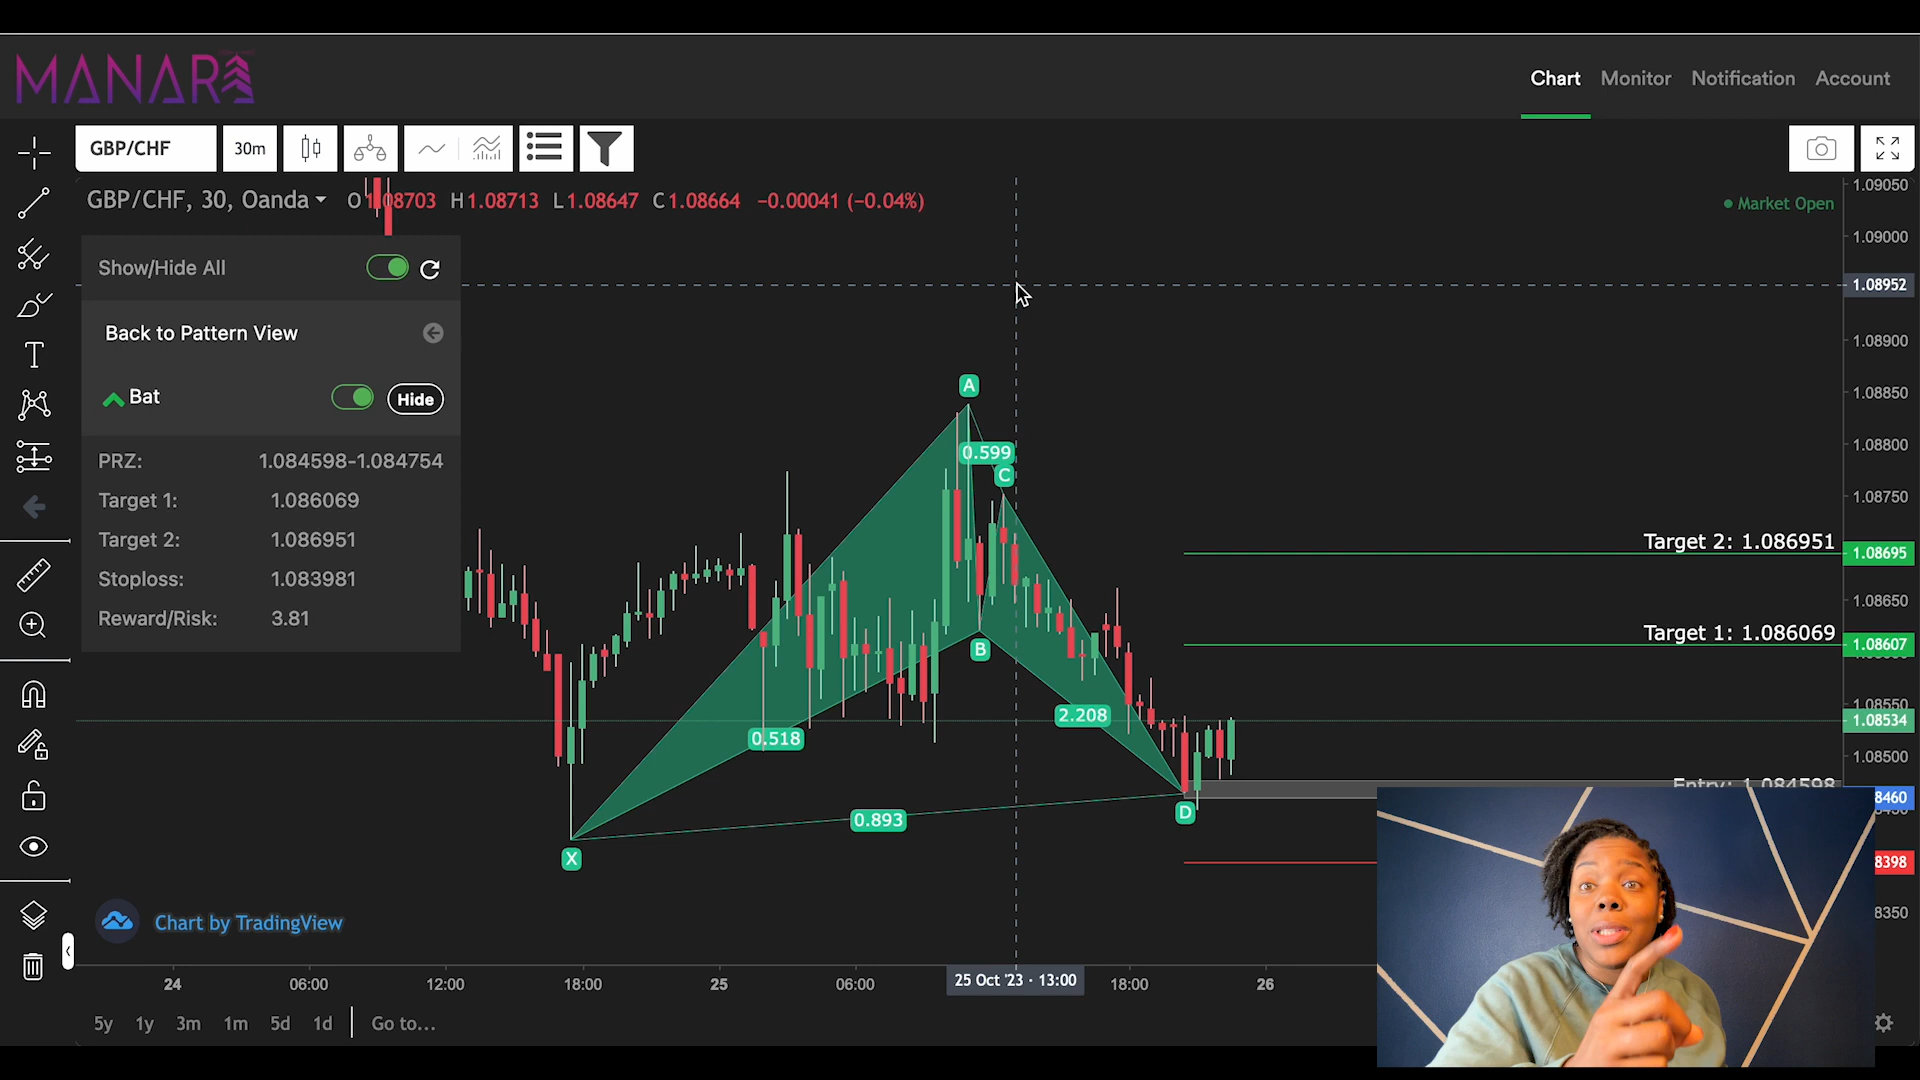 MANAR
Chart Monitor Notification Account
GBP/CHF 30m
GBP/CHF, 30, Oanda O1.08703 H1.08713 L1.08647 C1.08664 −0.00041 (−0.04%)
Market Open
1.09050
1.09000
1.08952
1.08900
1.08850
1.08800
1.08750
1.08695
1.08650
1.08607
1.08550
1.08534
1.08500
8460
8398
8350
Show/Hide All
Back to Pattern View
Bat Hide
PRZ: 1.084598-1.084754
Target 1: 1.086069
Target 2: 1.086951
Stoploss: 1.083981
Reward/Risk: 3.81
A
0.599
C
B
2.208
0.518
0.893
D
X
Target 2: 1.086951
Target 1: 1.086069
Entry: 1.084598
Chart by TradingView
24 06:00 12:00 18:00 25 06:00 25 Oct '23 · 13:00 18:00 26
5y 1y 3m 1m 5d 1d Go to...